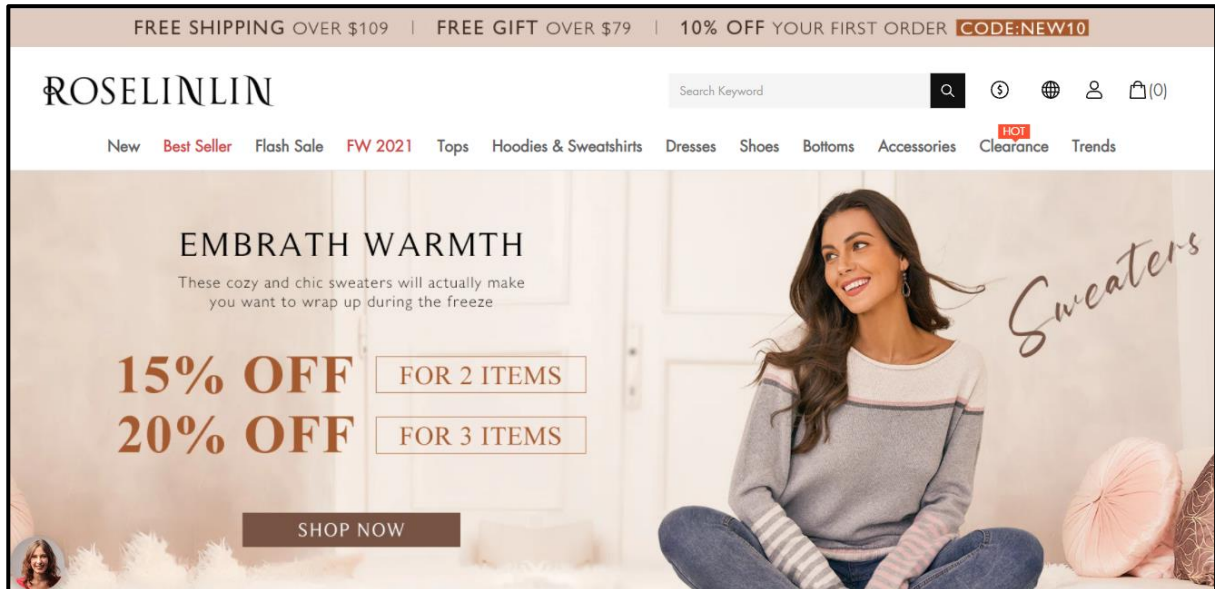 FREE SHIPPING OVER $109 | FREE GIFT OVER $79 | 10% OFF YOUR FIRST ORDER CODE:NEW10
ROSELINLIN
Search Keyword
(0)
HOT
New Best Seller Flash Sale FW 2021 Tops Hoodies & Sweatshirts Dresses Shoes Bottoms Accessories Clearance Trends
EMBRATH WARMTH
These cozy and chic sweaters will actually make
you want to wrap up during the freeze
Sweaters
15% OFF FOR 2 ITEMS
20% OFF FOR 3 ITEMS
SHOP NOW